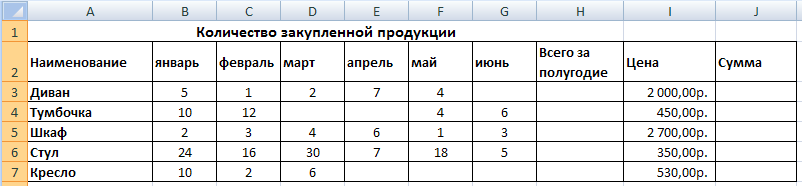 A B C D E F G H I J
1 Количество закупленной продукции
2 Наименование январь февраль март апрель май июнь Всего за полугодие Цена Сумма
3 Диван 5 1 2 7 4 2 000,00р.
4 Тумбочка 10 12 4 6 450,00р.
5 Шкаф 2 3 4 6 1 3 2 700,00р.
6 Стул 24 16 30 7 18 5 350,00р.
7 Кресло 10 2 6 530,00р.